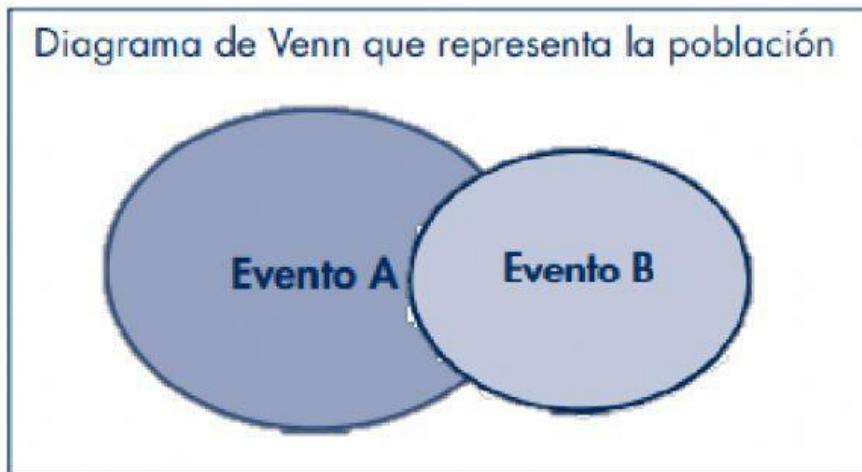 Diagrama de Venn que representa la población
Evento A
Evento B